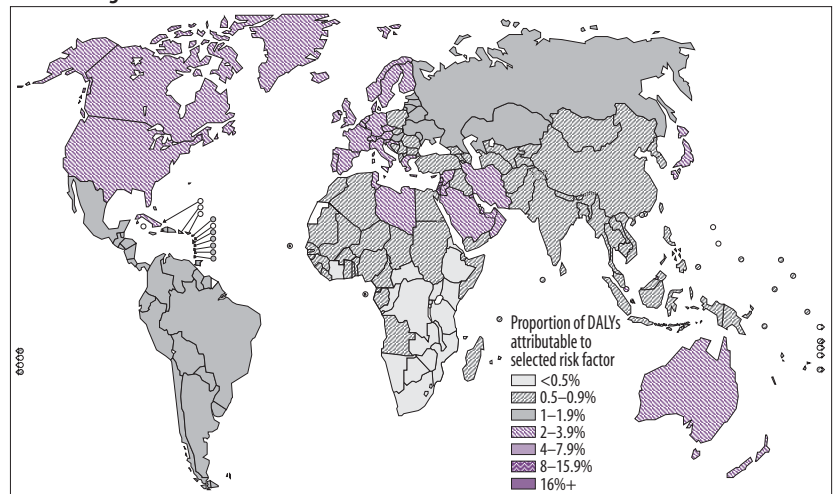 Proportion of DALYs
attributable to
selected risk factor
<0.5%
0.5–0.9%
1–1.9%
2–3.9%
4–7.9%
8–15.9%
16%+